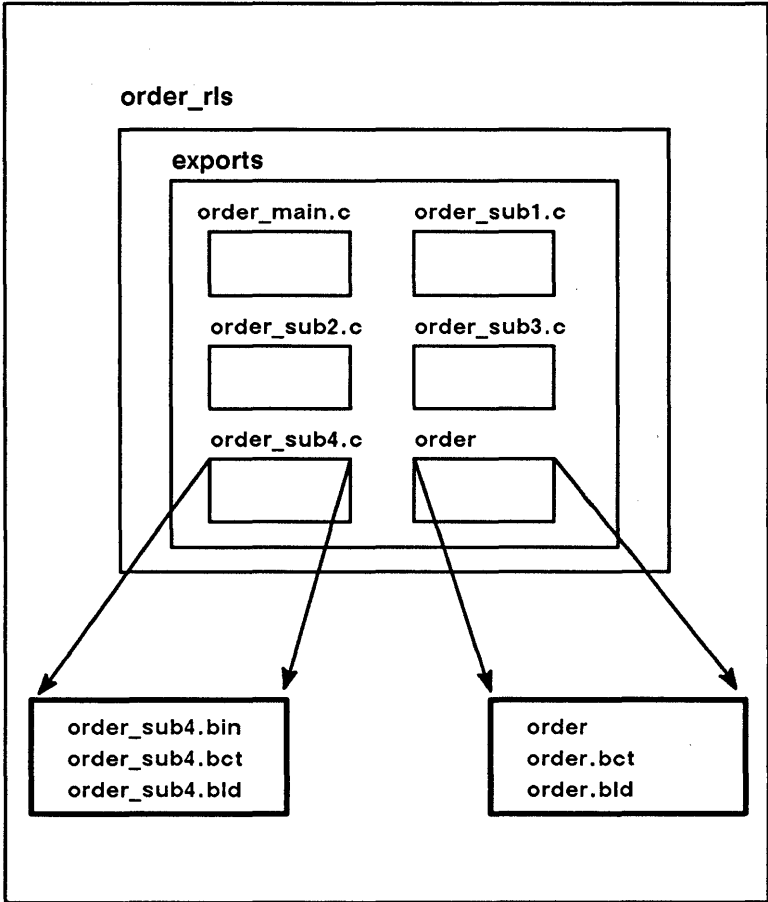 order_rls
exports
order_main.c order_sub1.c
order_sub2.c order_sub3.c
order_sub4.c order
order_sub4.bin
order_sub4.bct
order_sub4.bld
order
order.bct
order.bld